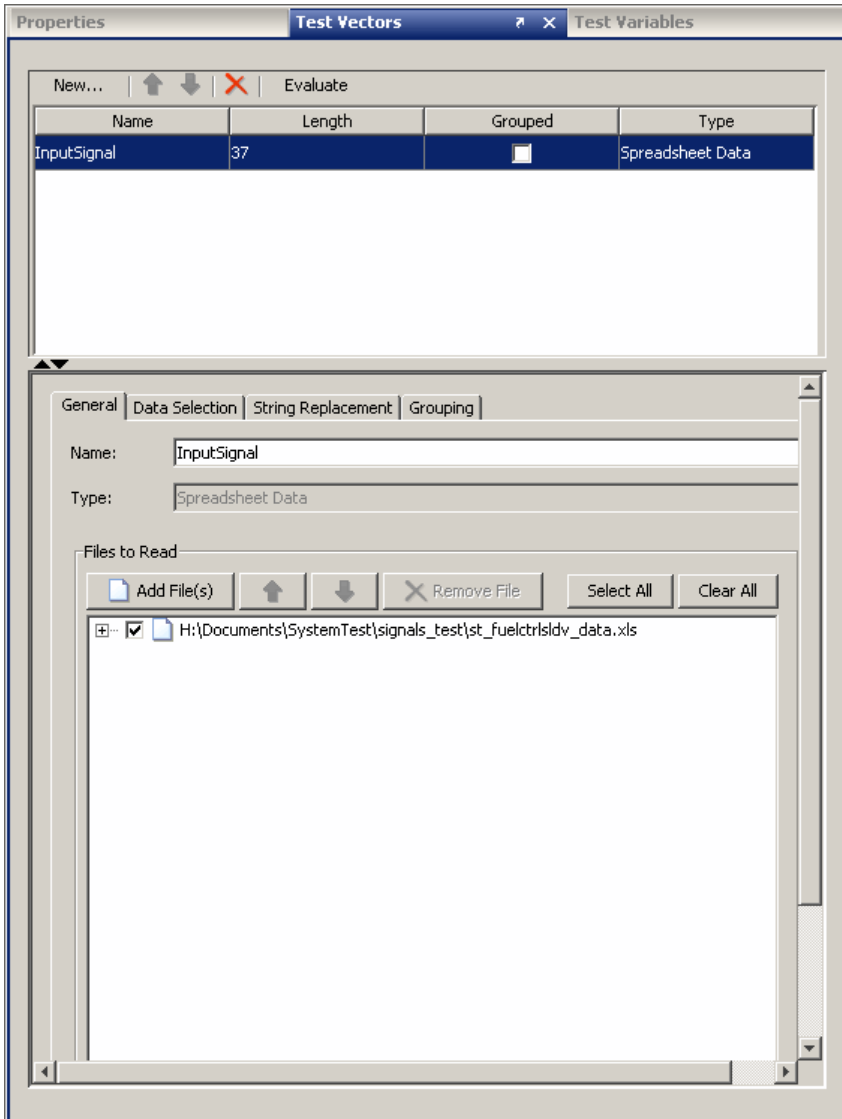 Properties Test Vectors Test Variables
New... Evaluate
Name Length Grouped Type
InputSignal 37 Spreadsheet Data
General Data Selection String Replacement Grouping
Name: InputSignal
Type: Spreadsheet Data
Files to Read
Add File(s) Remove File Select All Clear All
H:\Documents\SystemTest\signals_test\st_fuelctrlsldv_data.xls